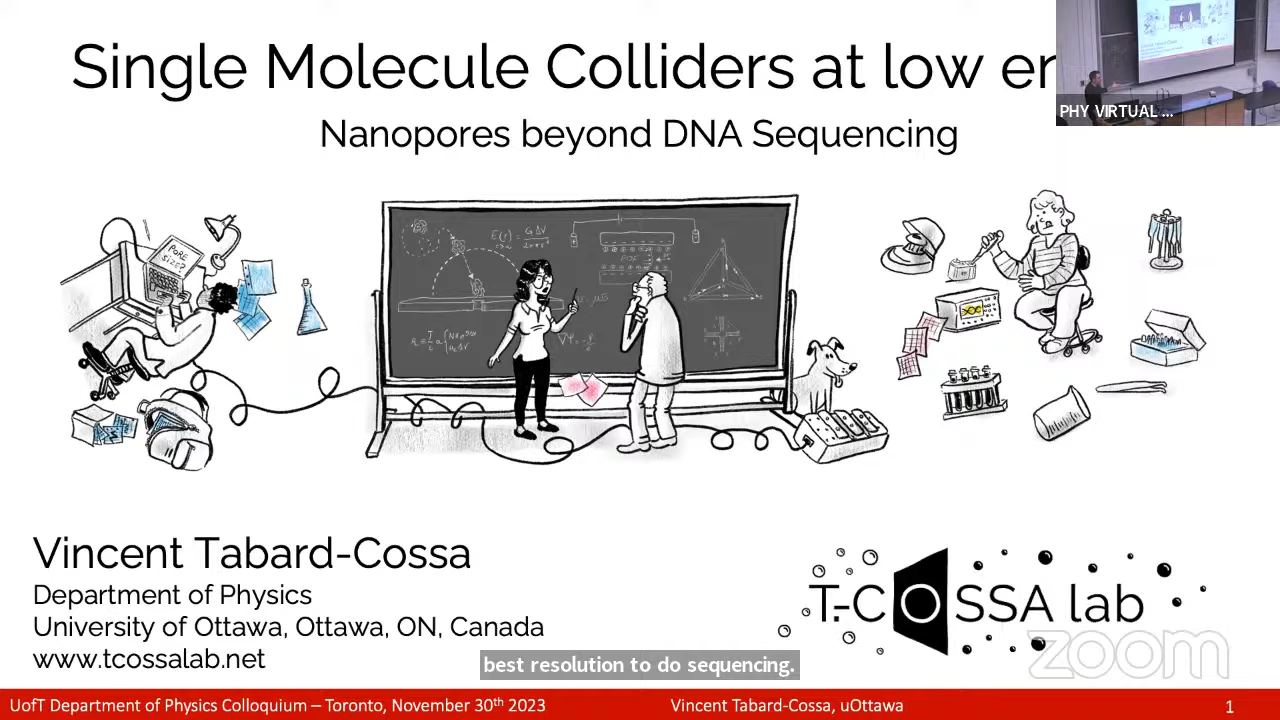 Single Molecule Colliders at low
PHY VIRTUAL ...
Nanopores beyond DNA Sequencing
PORE
SIZE?
Vincent Tabard-Cossa
Department of Physics
University of Ottawa, Ottawa, ON, Canada
www.tcossalab.net
T-COSSA lab
zoom
best resolution to do sequencing.
UofT Department of Physics Colloquium – Toronto, November 30th 2023
Vincent Tabard-Cossa, uOttawa
1